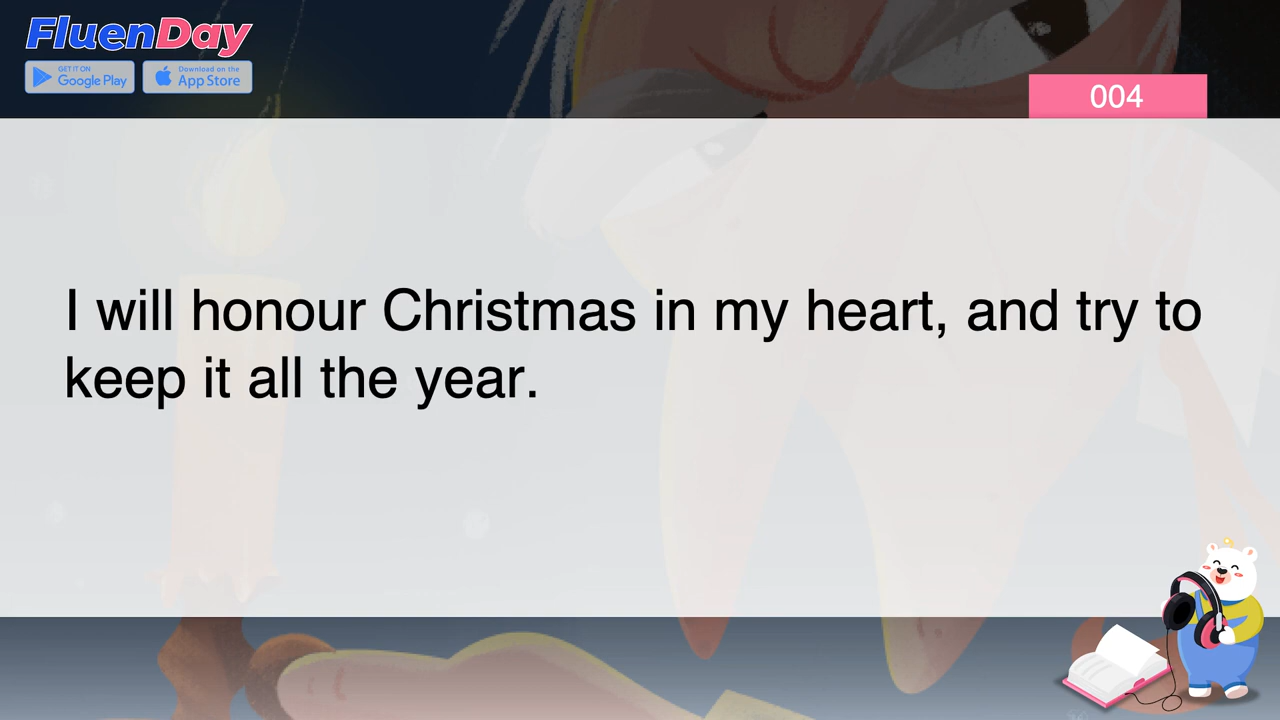 FluenDay
GET IT ON
Google Play
Download on the
App Store
004
I will honour Christmas in my heart, and try to
keep it all the year.